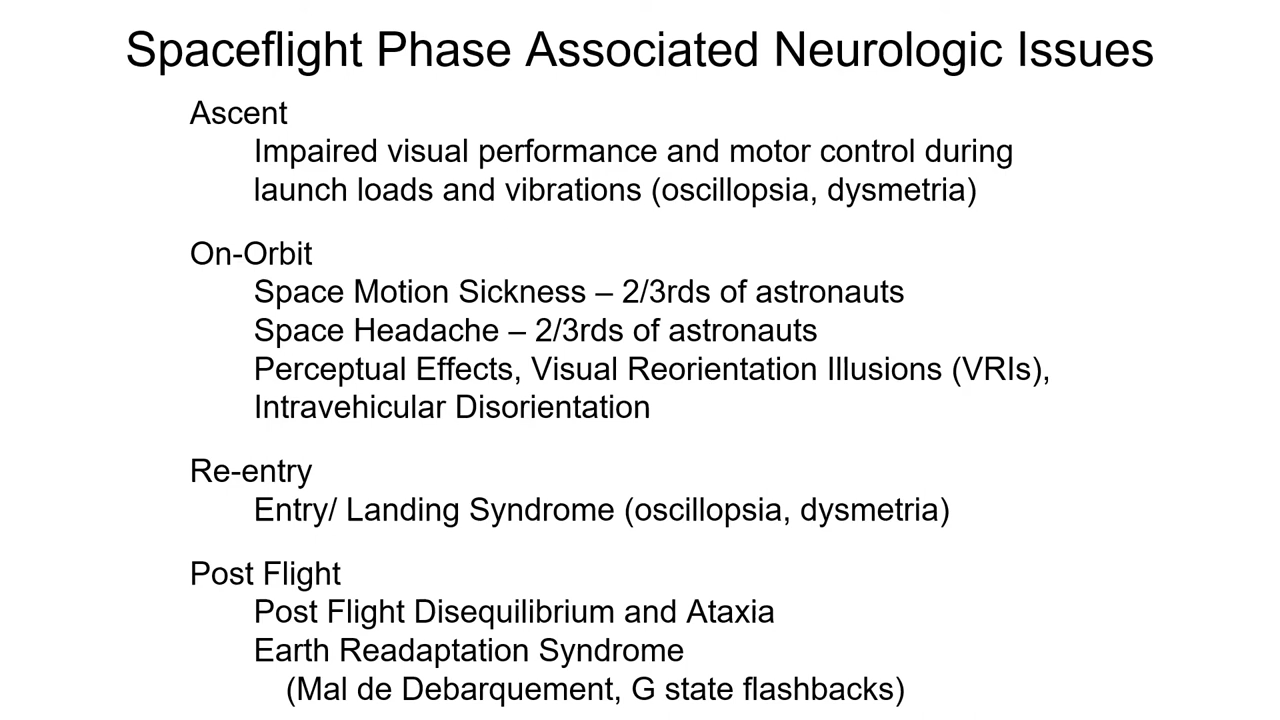 Spaceflight Phase Associated Neurologic Issues
Ascent
Impaired visual performance and motor control during
launch loads and vibrations (oscillopsia, dysmetria)
On-Orbit
Space Motion Sickness – 2/3rds of astronauts
Space Headache – 2/3rds of astronauts
Perceptual Effects, Visual Reorientation Illusions (VRIs),
Intravehicular Disorientation
Re-entry
Entry/ Landing Syndrome (oscillopsia, dysmetria)
Post Flight
Post Flight Disequilibrium and Ataxia
Earth Readaptation Syndrome
(Mal de Debarquement, G state flashbacks)